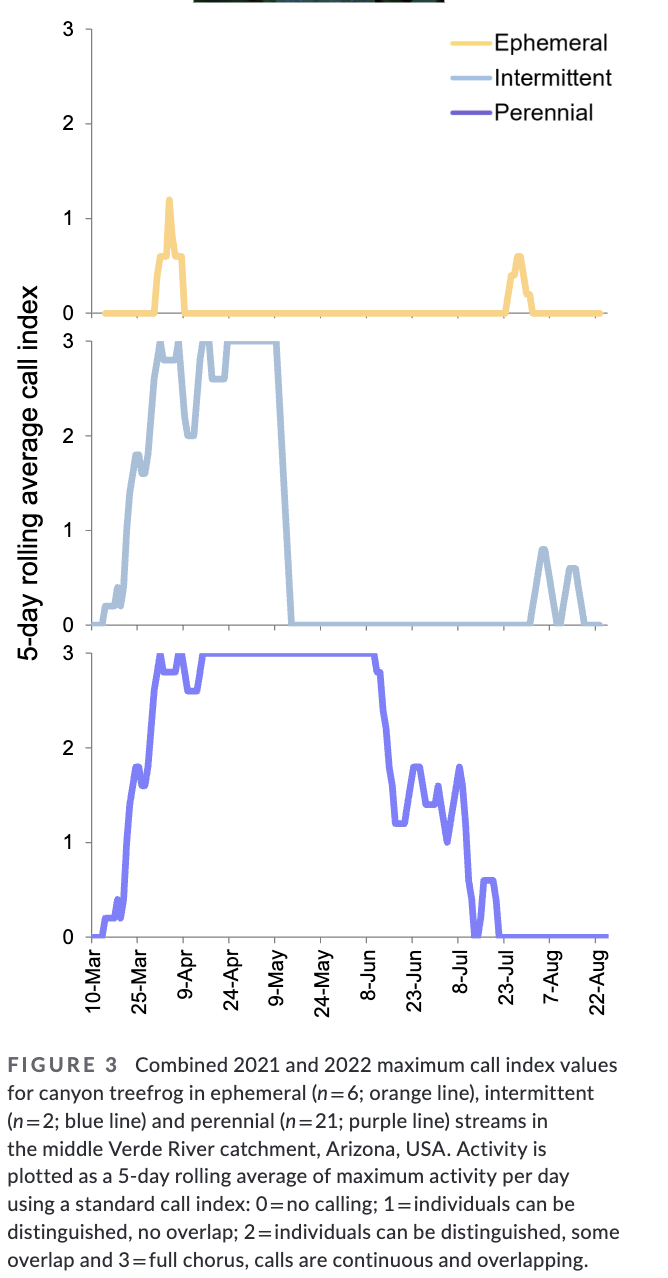 3
Ephemeral
Intermittent
2
Perennial
1
0
5-day rolling average call index
3
2
1
0
3
2
1
0
10-Mar
25-Mar
9-Apr
24-Apr
9-May
24-May
8-Jun
23-Jun
8-Jul
23-Jul
7-Aug
22-Aug
FIGURE 3 Combined 2021 and 2022 maximum call index values
for canyon treefrog in ephemeral (n=6; orange line), intermittent
(n=2; blue line) and perennial (n=21; purple line) streams in
the middle Verde River catchment, Arizona, USA. Activity is
plotted as a 5-day rolling average of maximum activity per day
using a standard call index: 0=no calling; 1=individuals can be
distinguished, no overlap; 2=individuals can be distinguished, some
overlap and 3=full chorus, calls are continuous and overlapping.